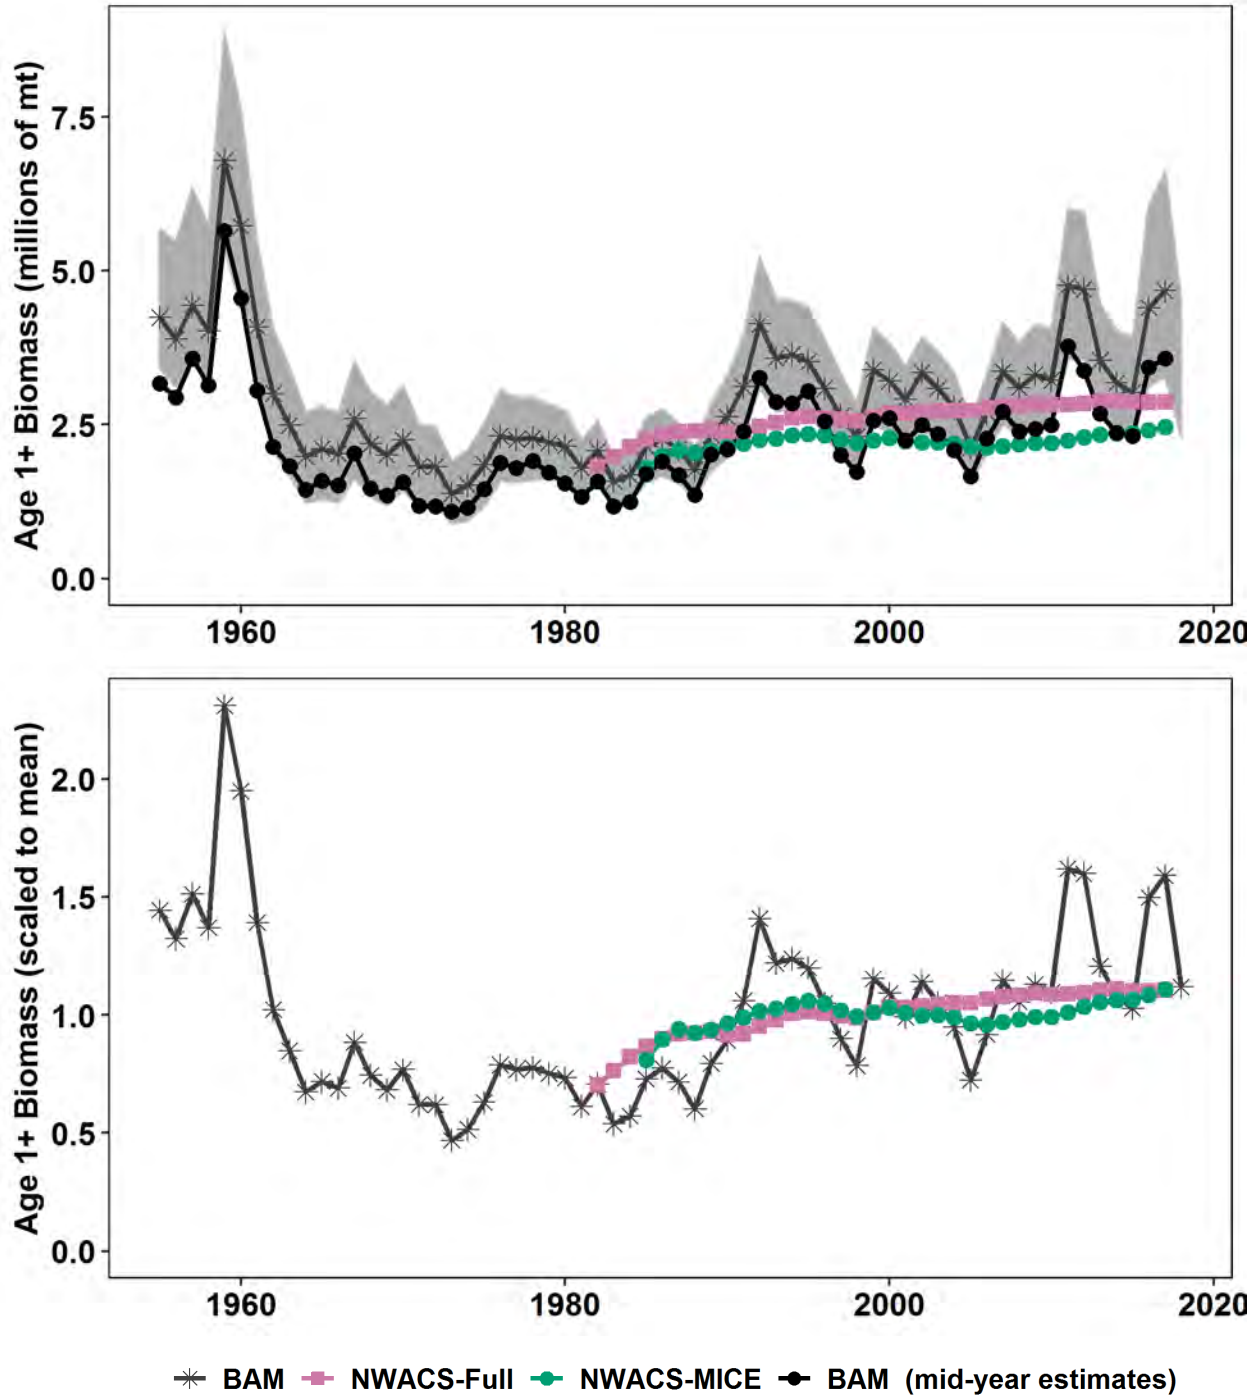 Age 1+ Biomass (millions of mt)
7.5
5.0
2.5
0.0
1960 1980 2000 2020
Age 1+ Biomass (scaled to mean)
2.0
1.5
1.0
0.5
0.0
1960 1980 2000 2020
BAM NWACS-Full NWACS-MICE BAM (mid-year estimates)